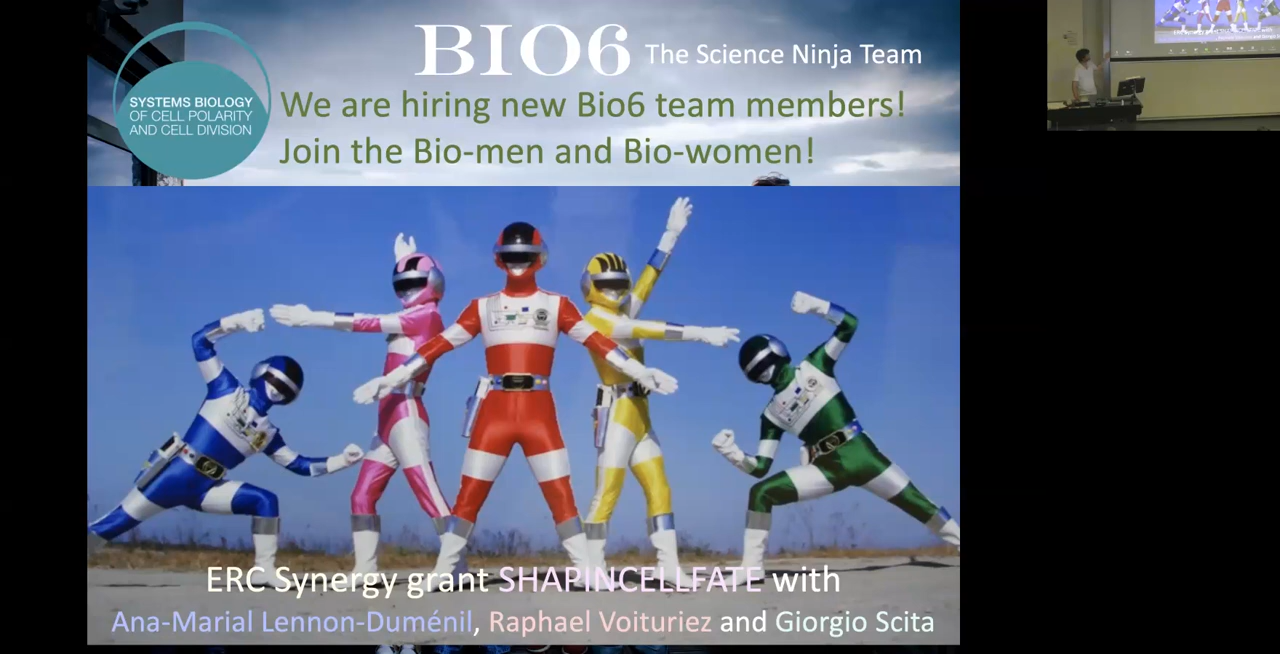 SYSTEMS BIOLOGY
OF CELL POLARITY
AND CELL DIVISION
BIO6 The Science Ninja Team
We are hiring new Bio6 team members!
Join the Bio-men and Bio-women!
ERC Synergy grant SHAPINCELLFATE with
Ana-Marial Lennon-Duménil, Raphael Voituriez and Giorgio Scita